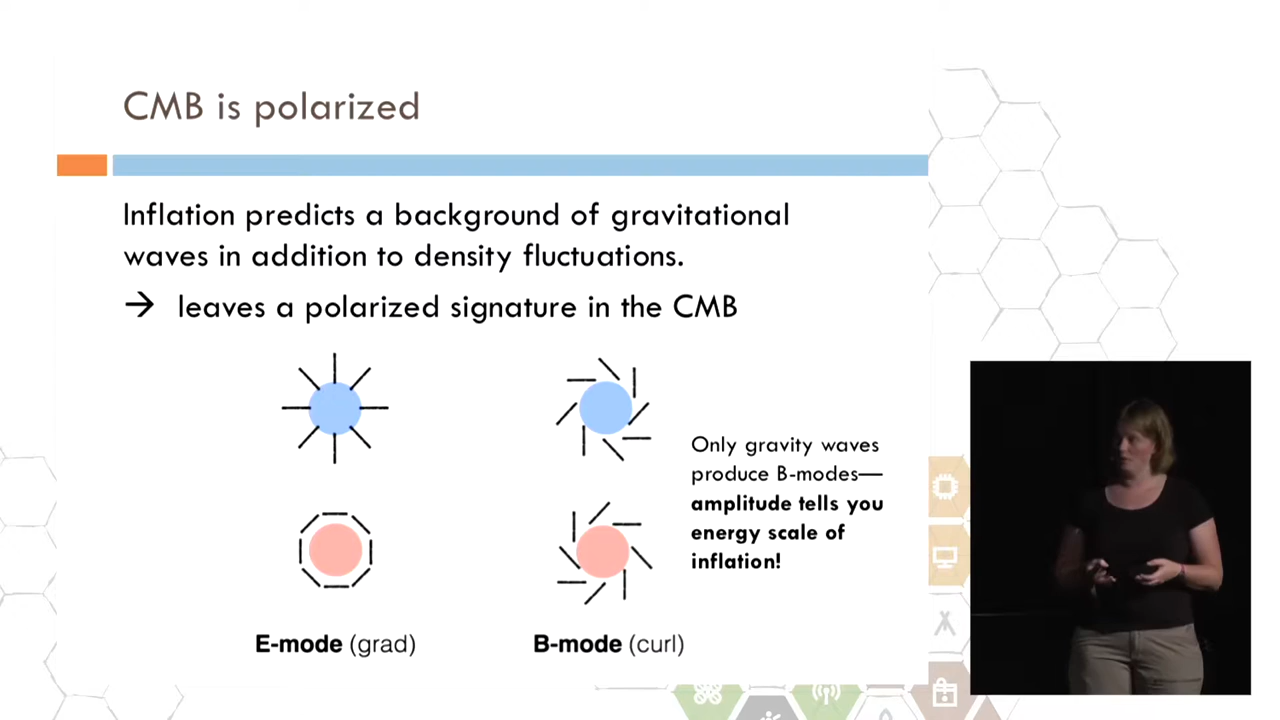 CMB is polarized
Inflation predicts a background of gravitational
waves in addition to density fluctuations.
→ leaves a polarized signature in the CMB
Only gravity waves
produce B-modes—
amplitude tells you
energy scale of
inflation!
E-mode (grad)
B-mode (curl)